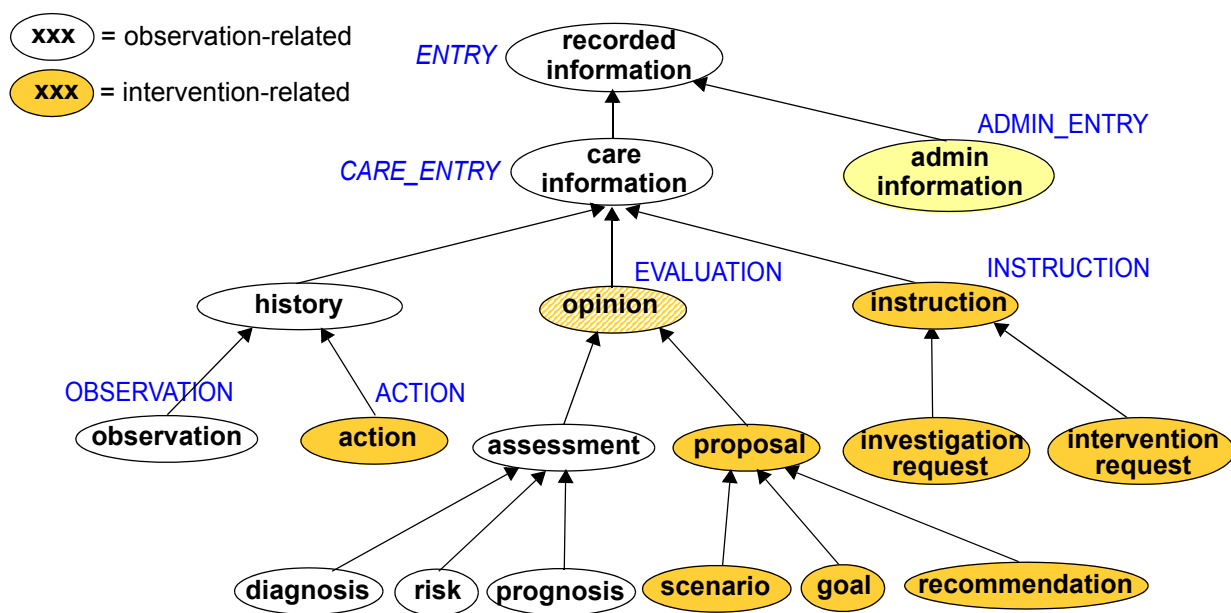 xxx = observation-related
xxx = intervention-related
ENTRY
recorded
information
ADMIN_ENTRY
CARE_ENTRY
care
information
admin
information
EVALUATION
INSTRUCTION
history
opinion
instruction
OBSERVATION
ACTION
observation
action
assessment
proposal
investigation
request
intervention
request
diagnosis
risk
prognosis
scenario
goal
recommendation